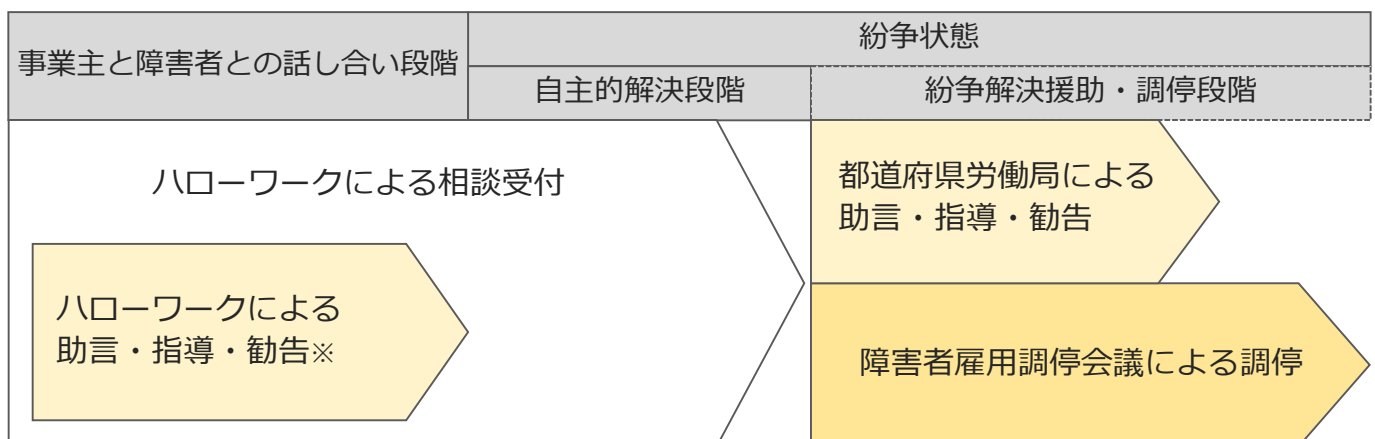 事業主と障害者との話し合い段階
紛争状態
自主的解決段階
紛争解決援助・調停段階
ハローワークによる相談受付
ハローワークによる
助言・指導・勧告※
都道府県労働局による
助言・指導・勧告
障害者雇用調停会議による調停